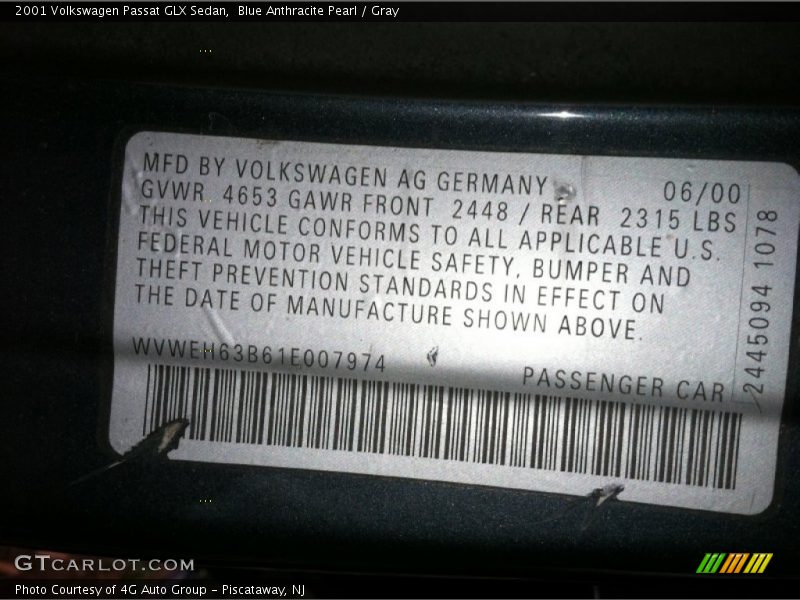 2001 Volkswagen Passat GLX Sedan,  Blue Anthracite Pearl / Gray
MFD BY VOLKSWAGEN AG GERMANY 06/00
GVWR 4653 GAWR FRONT 2448 / REAR 2315 LBS
THIS VEHICLE CONFORMS TO ALL APPLICABLE U.S.
FEDERAL MOTOR VEHICLE SAFETY, BUMPER AND
THEFT PREVENTION STANDARDS IN EFFECT ON
THE DATE OF MANUFACTURE SHOWN ABOVE.
WVWEH63B61E007974 PASSENGER CAR
2445094 1078
GTCARLOT.COM
Photo Courtesy of 4G Auto Group - Piscataway, NJ